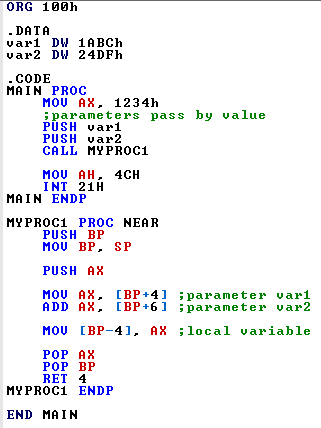 ORG 100h
.DATA
var1 DW 1ABCh
var2 DW 24DFh
.CODE
MAIN PROC
MOV AX, 1234h
;parameters pass by value
PUSH var1
PUSH var2
CALL MYPROC1
MOV AH, 4CH
INT 21H
MAIN ENDP
MYPROC1 PROC NEAR
PUSH BP
MOV BP, SP
PUSH AX
MOV AX, [BP+4] ;parameter var1
ADD AX, [BP+6] ;parameter var2
MOV [BP-4], AX ;local variable
POP AX
POP BP
RET 4
MYPROC1 ENDP
END MAIN